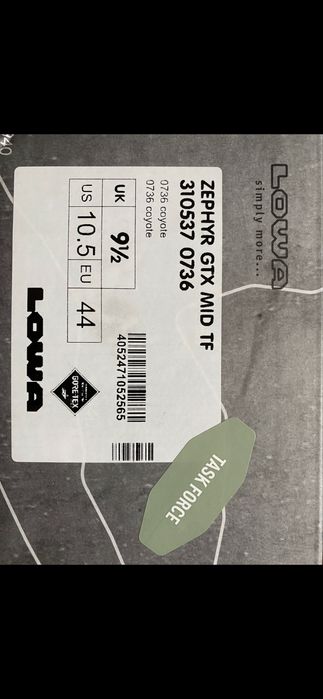 LOWA
simply more...
ZEPHYR GTX MID TF
310537 0736
0736 coyote
0736 coyote
UK 9½
US 10.5 EU 44
4052471052565
GORE-TEX
LOWA
TASK FORCE